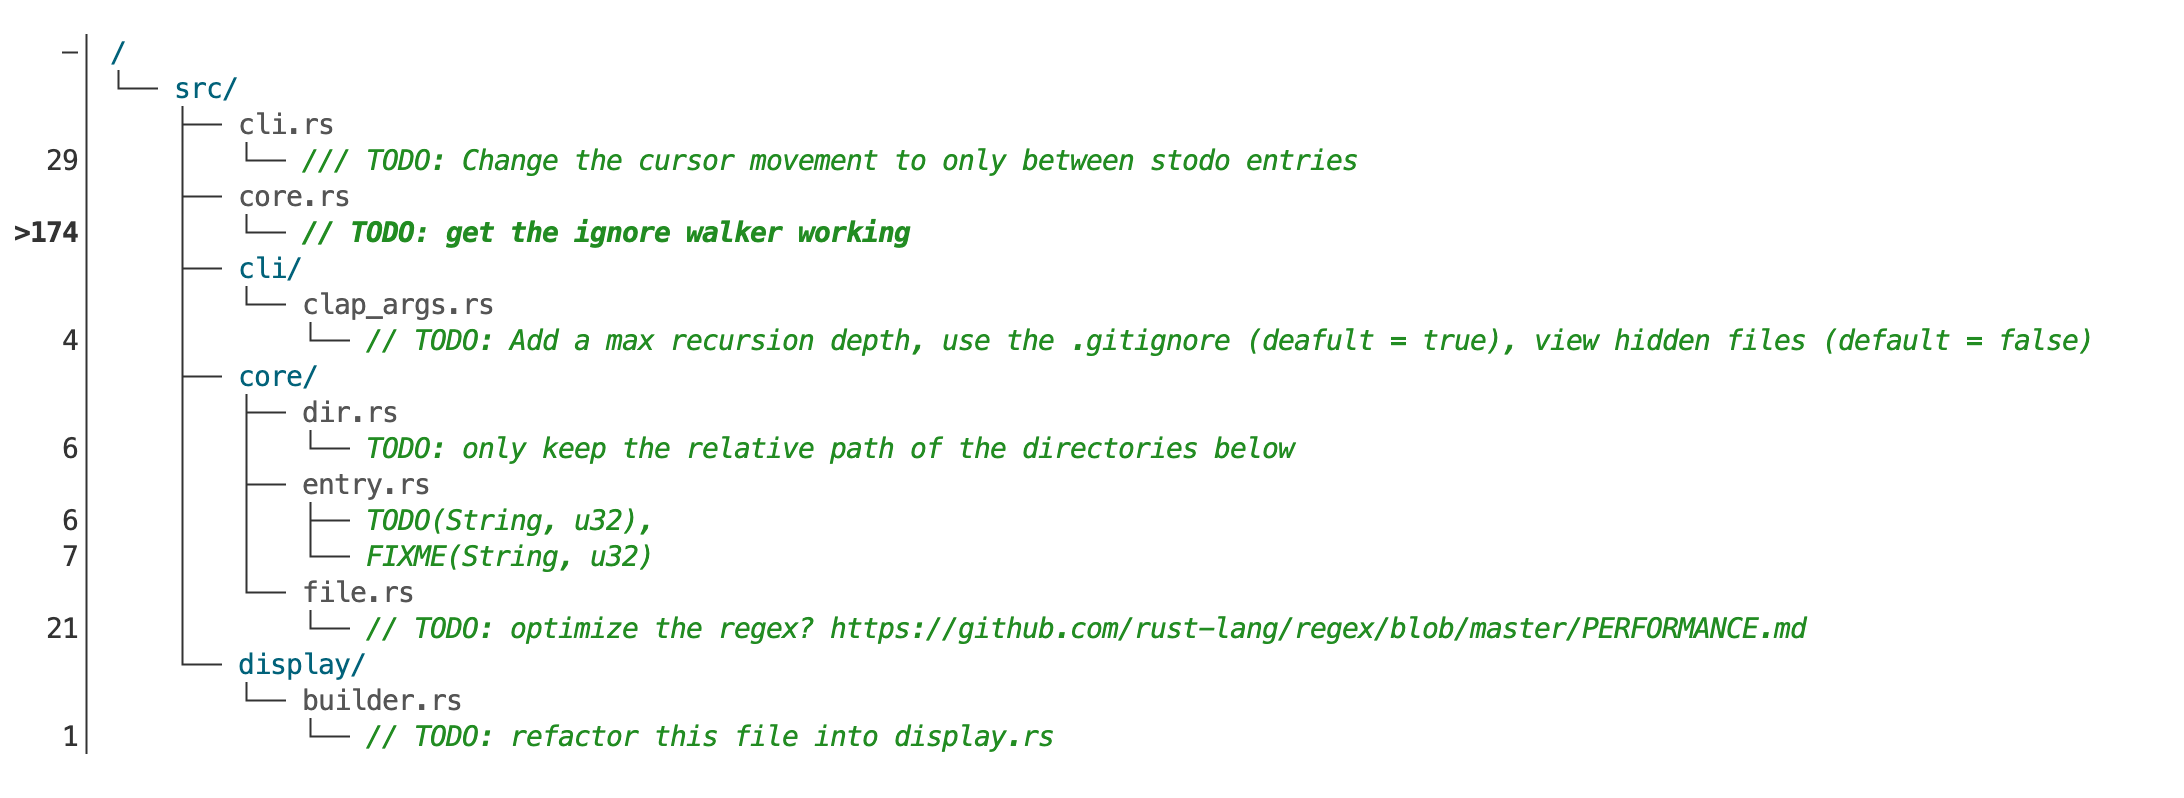 – /
src/
cli.rs
29 /// TODO: Change the cursor movement to only between stodo entries
core.rs
>174 // TODO: get the ignore walker working
cli/
clap_args.rs
4 // TODO: Add a max recursion depth, use the .gitignore (deafult = true), view hidden files (default = false)
core/
dir.rs
6 TODO: only keep the relative path of the directories below
entry.rs
6 TODO(String, u32),
7 FIXME(String, u32)
file.rs
21 // TODO: optimize the regex? https://github.com/rust-lang/regex/blob/master/PERFORMANCE.md
display/
builder.rs
1 // TODO: refactor this file into display.rs